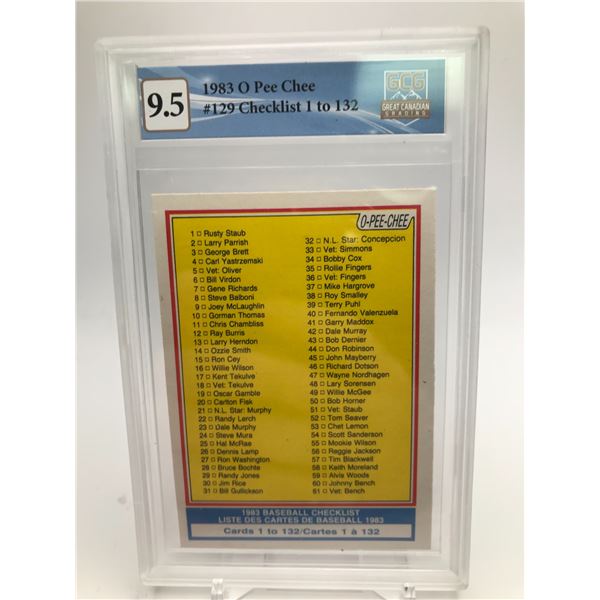 9.5
1983 O Pee Chee
#129 Checklist 1 to 132
GCG
GREAT CANADIAN
GRADING
O-PEE-CHEE
1 □ Rusty Staub
2 □ Larry Parrish
3 □ George Brett
4 □ Carl Yastrzemski
5 □ Vet: Oliver
6 □ Bill Virdon
7 □ Gene Richards
8 □ Steve Balboni
9 □ Joey McLaughlin
10 □ Gorman Thomas
11 □ Chris Chambliss
12 □ Ray Burris
13 □ Larry Herndon
14 □ Ozzie Smith
15 □ Ron Cey
16 □ Willie Wilson
17 □ Kent Tekulve
18 □ Vet: Tekulve
19 □ Oscar Gamble
20 □ Carlton Fisk
21 □ N.L. Star: Murphy
22 □ Randy Lerch
23 □ Dale Murphy
24 □ Steve Mura
25 □ Hal McRae
26 □ Dennis Lamp
27 □ Ron Washington
28 □ Bruce Bochte
29 □ Randy Jones
30 □ Jim Rice
31 □ Bill Gullickson
32 □ N.L. Star: Concepcion
33 □ Vet: Simmons
34 □ Bobby Cox
35 □ Rollie Fingers
36 □ Vet: Fingers
37 □ Mike Hargrove
38 □ Roy Smalley
39 □ Terry Puhl
40 □ Fernando Valenzuela
41 □ Garry Maddox
42 □ Dale Murray
43 □ Bob Dernier
44 □ Don Robinson
45 □ John Mayberry
46 □ Richard Dotson
47 □ Wayne Nordhagen
48 □ Lary Sorensen
49 □ Willie McGee
50 □ Bob Horner
51 □ Vet: Staub
52 □ Tom Seaver
53 □ Chet Lemon
54 □ Scott Sanderson
55 □ Mookie Wilson
56 □ Reggie Jackson
57 □ Tim Blackwell
58 □ Keith Moreland
59 □ Alvis Woods
60 □ Johnny Bench
61 □ Vet: Bench
1983 BASEBALL CHECKLIST
LISTE DES CARTES DE BASEBALL 1983
Cards 1 to 132/Cartes 1 à 132